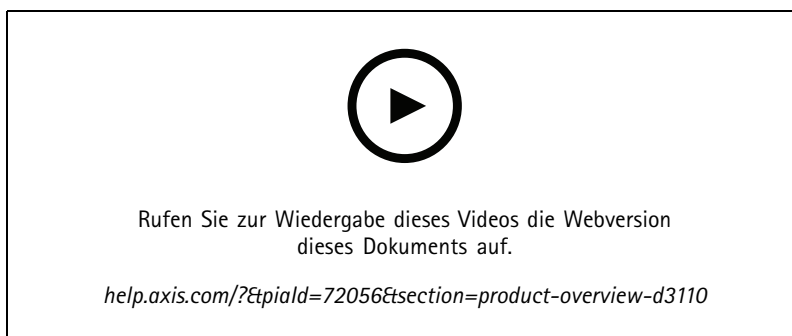 Rufen Sie zur Wiedergabe dieses Videos die Webversion
dieses Dokuments auf.
help.axis.com/?&piaId=72056&section=product-overview-d3110